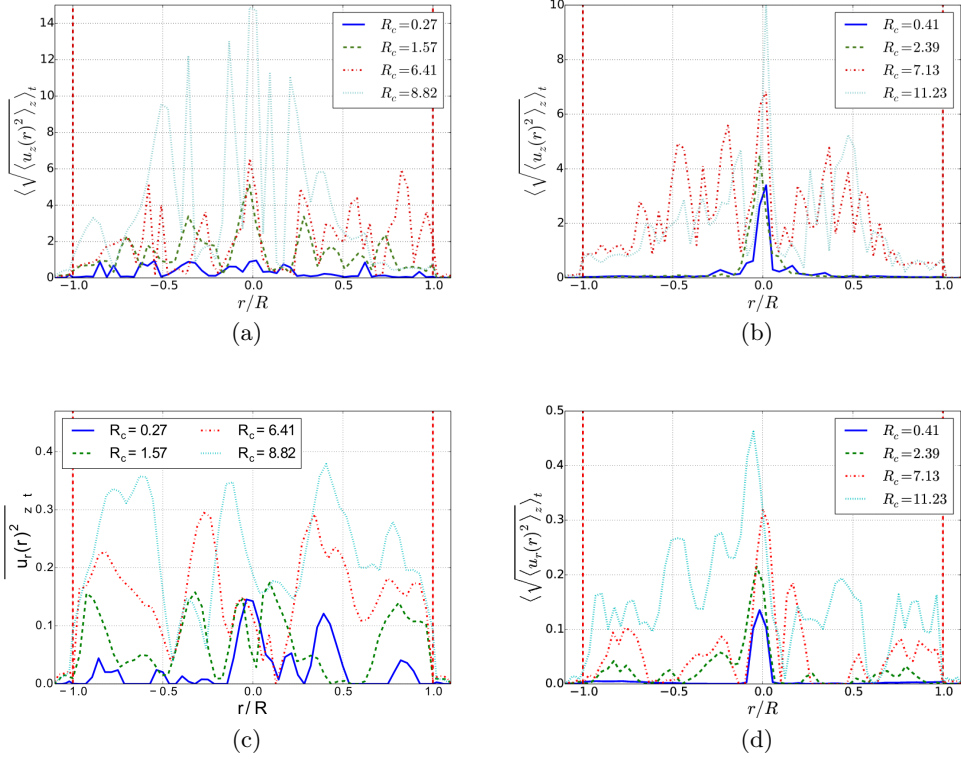 14
12
10
8
6
4
2
0
⟨√⟨u_z(r)^2⟩_z⟩_t
R_c=0.27
R_c=1.57
R_c=6.41
R_c=8.82
−1.0 −0.5 0.0 0.5 1.0
r/R
(a)
10
8
6
4
2
0
⟨√⟨u_z(r)^2⟩_z⟩_t
R_c=0.41
R_c=2.39
R_c=7.13
R_c=11.23
−1.0 −0.5 0.0 0.5 1.0
r/R
(b)
0.4
0.3
0.2
0.1
0.0
u_r(r)^2 z t
R_c= 0.27 R_c= 6.41
R_c= 1.57 R_c= 8.82
−1.0 −0.5 0.0 0.5 1.0
r/R
(c)
0.5
0.4
0.3
0.2
0.1
0.0
⟨√⟨u_r(r)^2⟩_z⟩_t
R_c=0.41
R_c=2.39
R_c=7.13
R_c=11.23
−1.0 −0.5 0.0 0.5 1.0
r/R
(d)